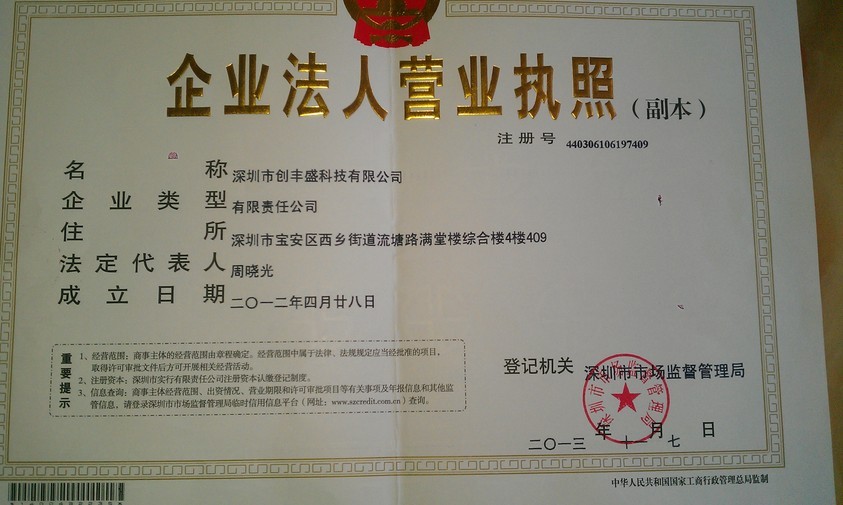 企业法人营业执照（副本）
注册号 440306106197409
名称 深圳市创丰盛科技有限公司
企业类型 有限责任公司
住所 深圳市宝安区西乡街道流塘路满堂楼综合楼4楼409
法定代表人 周晓光
成立日期 二〇一二年四月廿八日
重要提示
1、经营范围：商事主体的经营范围由章程确定。经营范围中属于法律、法规规定应当经批准的项目，
取得许可审批文件后方可开展相关经营活动。
2、注册资本：深圳市实行有限责任公司注册资本认缴登记制度。
3、信息查询：商事主体经营范围、出资情况、营业期限和许可审批项目等有关事项及年报信息和其他监
管信息，请登录深圳市市场监督管理局临时信用信息平台（网址：www.szcredit.com.cn）查询。
登记机关 深圳市市场监督管理局
二〇一三年十一月七日
中华人民共和国国家工商行政管理总局监制